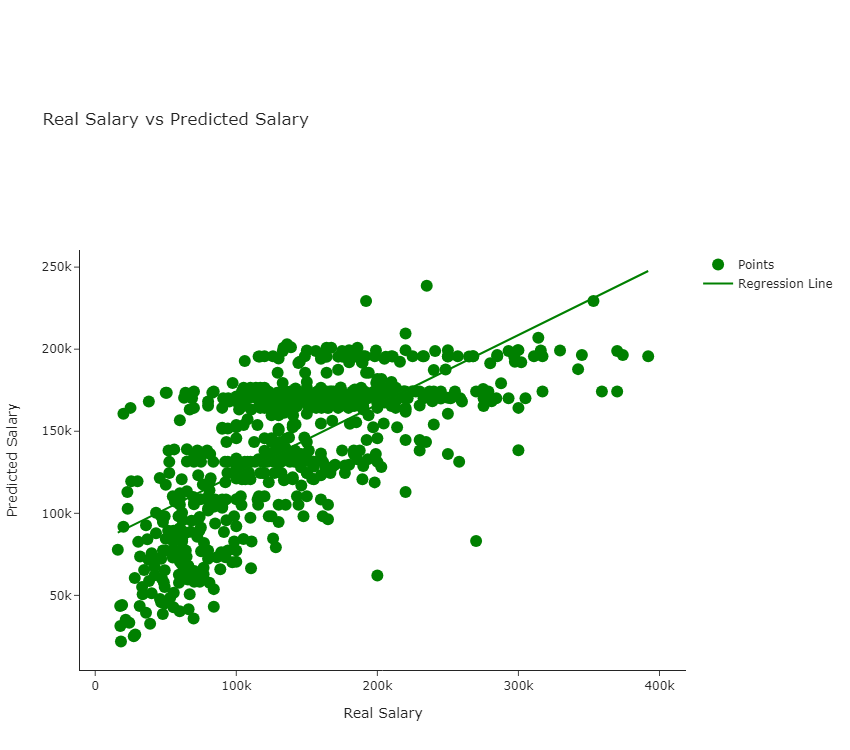 Real Salary vs Predicted Salary
Points
Regression Line
250k
200k
150k
100k
50k
Predicted Salary
0 100k 200k 300k 400k
Real Salary